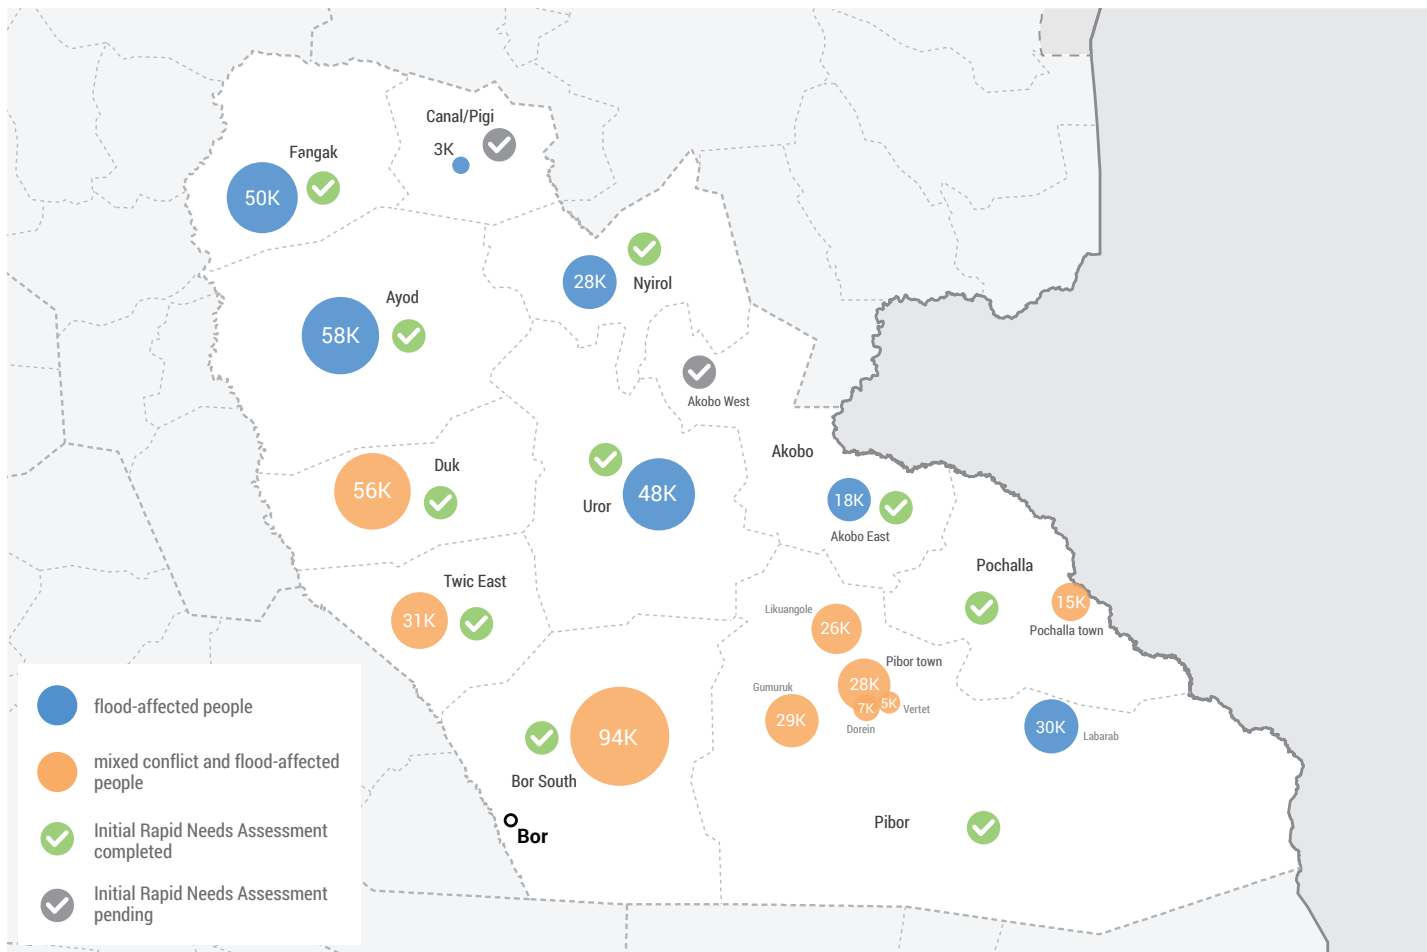 Canal/Pigi
3K
Fangak
50K
28K
Nyirol
Ayod
58K
Akobo West
Duk
56K
Akobo
Uror
48K
18K
Akobo East
Pochalla
15K
Pochalla town
Twic East
31K
Likuangole
26K
Pibor town
28K
7K
5K
Vertet
Dorein
Gumuruk
29K
30K
Labarab
94K
Bor South
Bor
Pibor
flood-affected people
mixed conflict and flood-affected
people
Initial Rapid Needs Assessment
completed
Initial Rapid Needs Assessment
pending